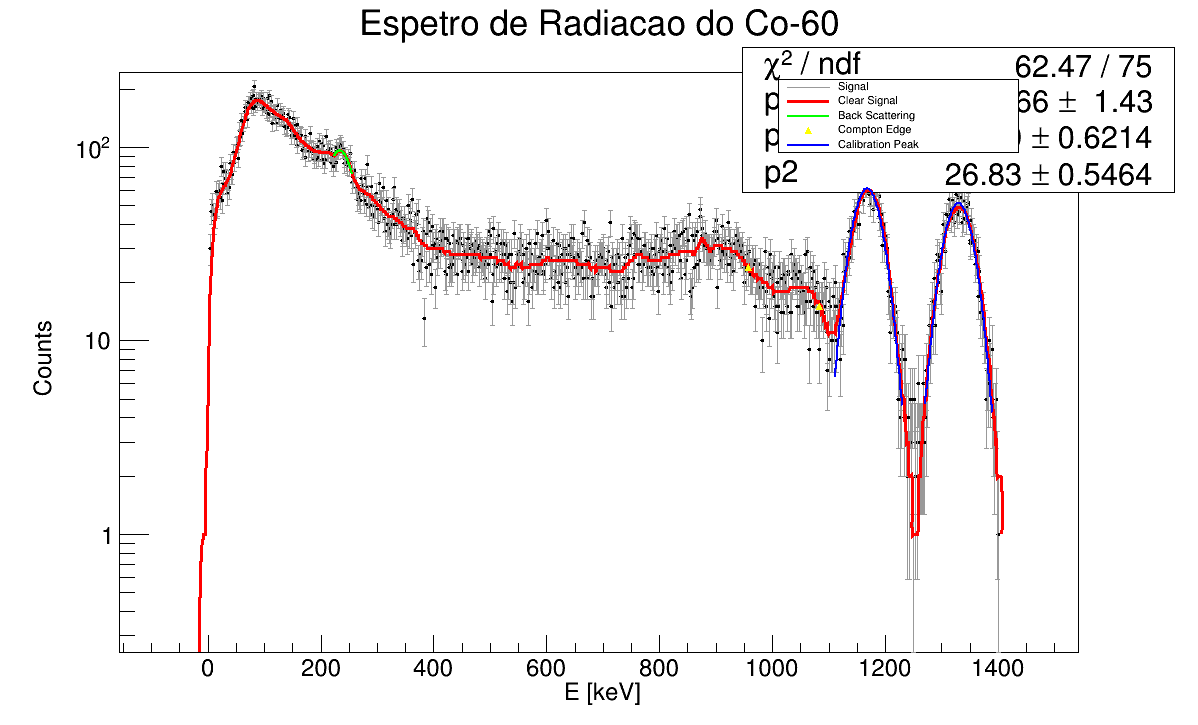 Espetro de Radiacao do Co-60
χ² / ndf 62.47 / 75
p 66 ± 1.43
p ± 0.6214
p2 26.83 ± 0.5464
Signal
Clear Signal
Back Scattering
Compton Edge
Calibration Peak
10²
10
1
Counts
0 200 400 600 800 1000 1200 1400
E [keV]